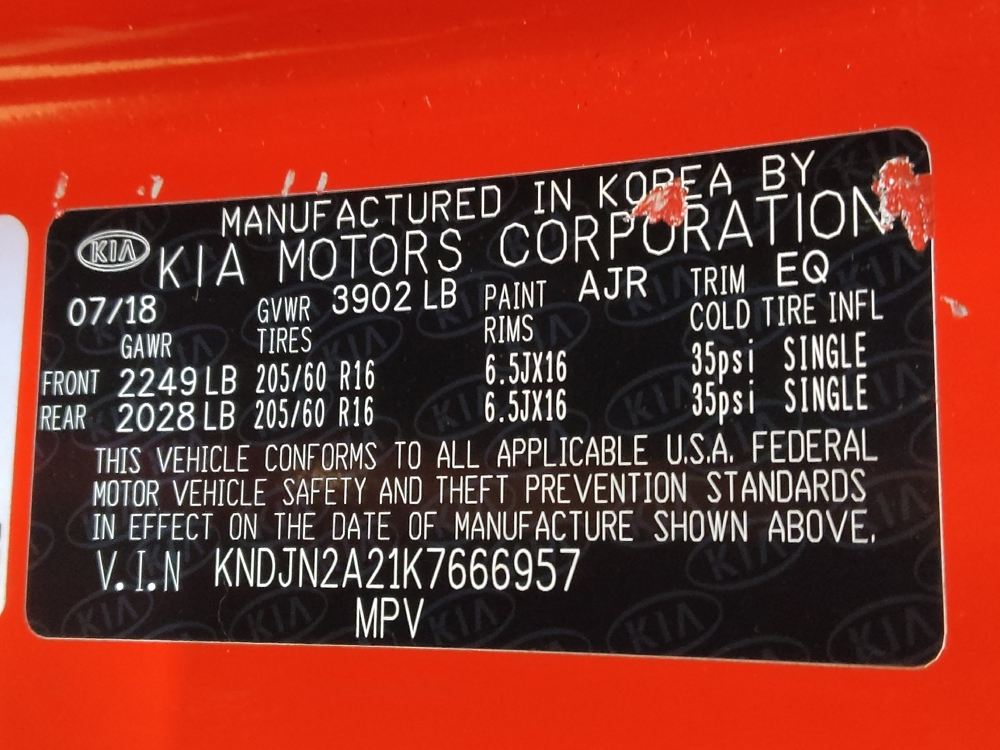 MANUFACTURED IN KOREA BY
KIA KIA MOTORS CORPORATION
07/18 GVWR 3902 LB PAINT AJR TRIM EQ
GAWR TIRES RIMS COLD TIRE INFL
FRONT 2249 LB 205/60 R16 6.5JX16 35psi SINGLE
REAR 2028 LB 205/60 R16 6.5JX16 35psi SINGLE
THIS VEHICLE CONFORMS TO ALL APPLICABLE U.S.A. FEDERAL
MOTOR VEHICLE SAFETY AND THEFT PREVENTION STANDARDS
IN EFFECT ON THE DATE OF MANUFACTURE SHOWN ABOVE.
V.I.N KNDJN2A21K7666957
MPV